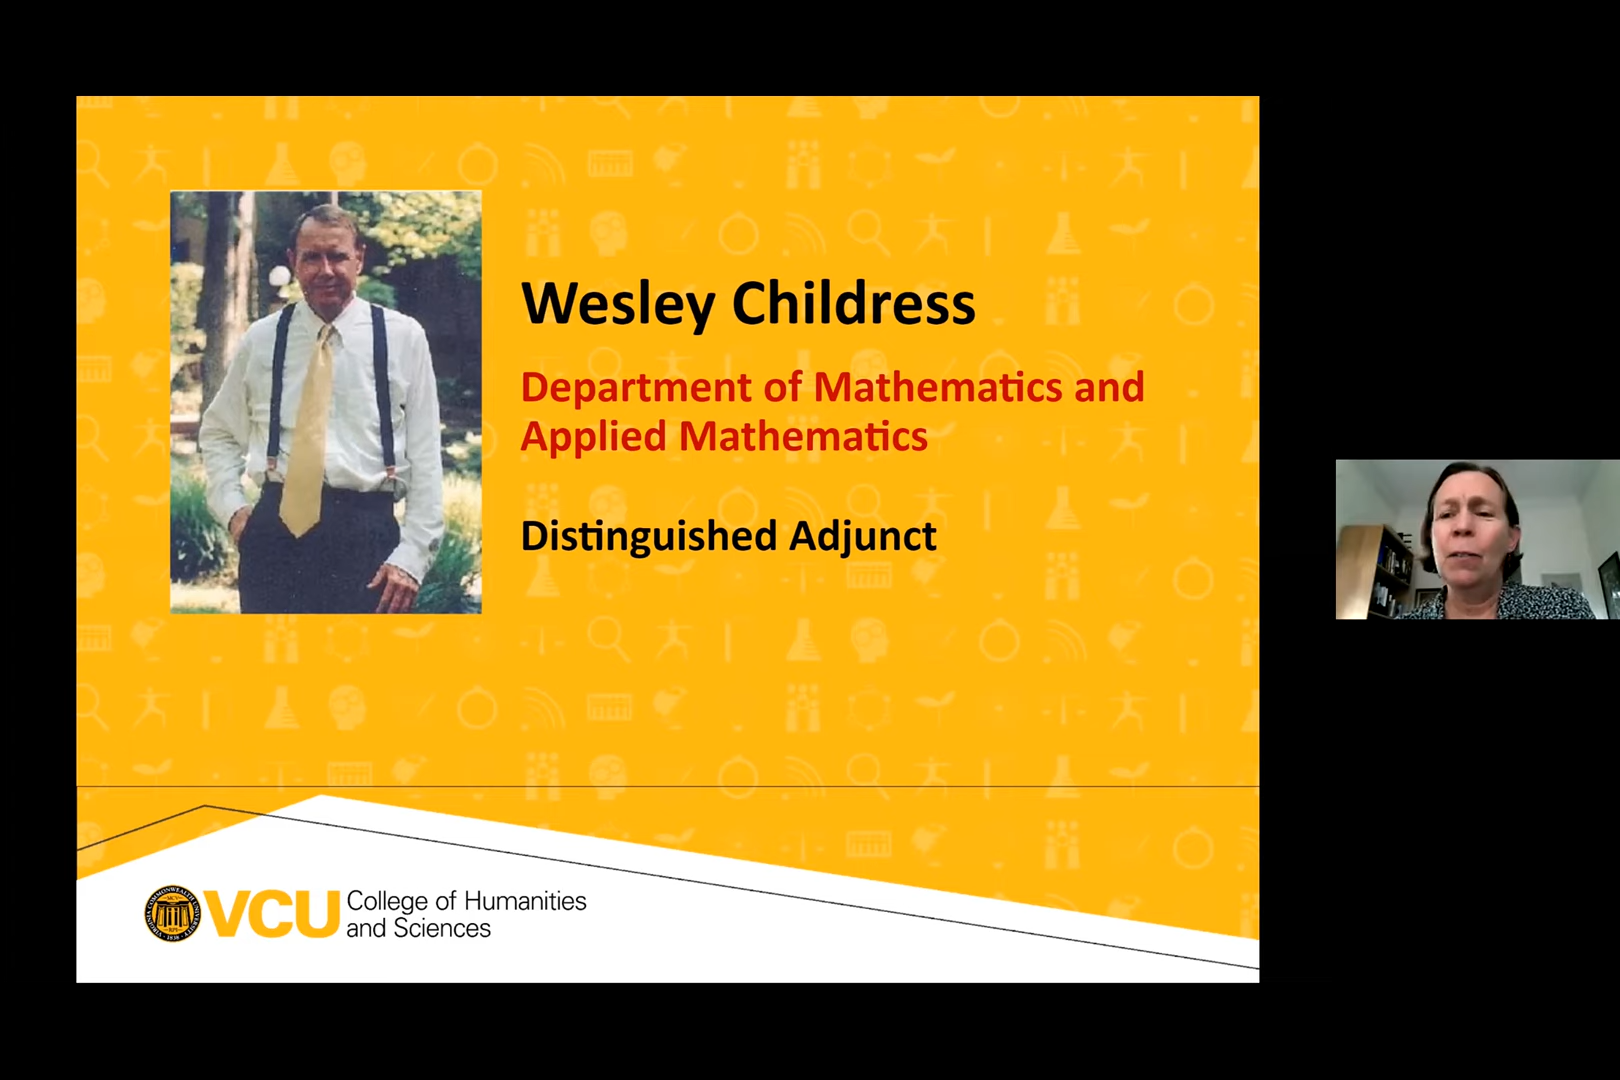 Wesley Childress
Department of Mathematics and
Applied Mathematics
Distinguished Adjunct
VCU
College of Humanities
and Sciences